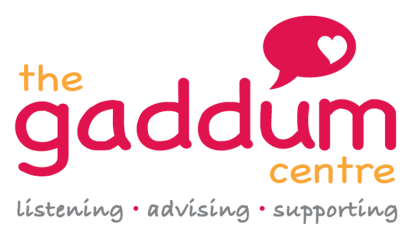 the
gaddum
centre
listening • advising • supporting